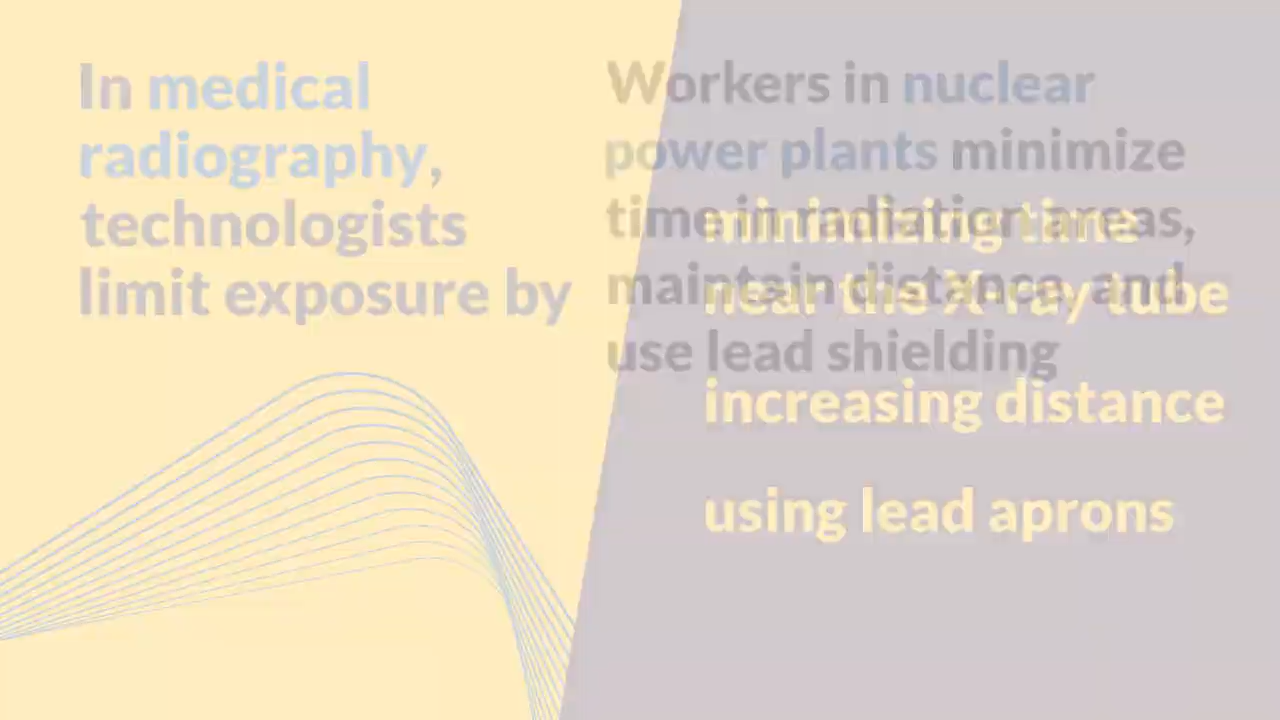 In medical
radiography,
technologists
limit exposure by
Workers in nuclear
power plants minimize
time in radiation areas,
maintain distance, and
use lead shielding
minimizing time
near the X-ray tube
increasing distance
using lead aprons